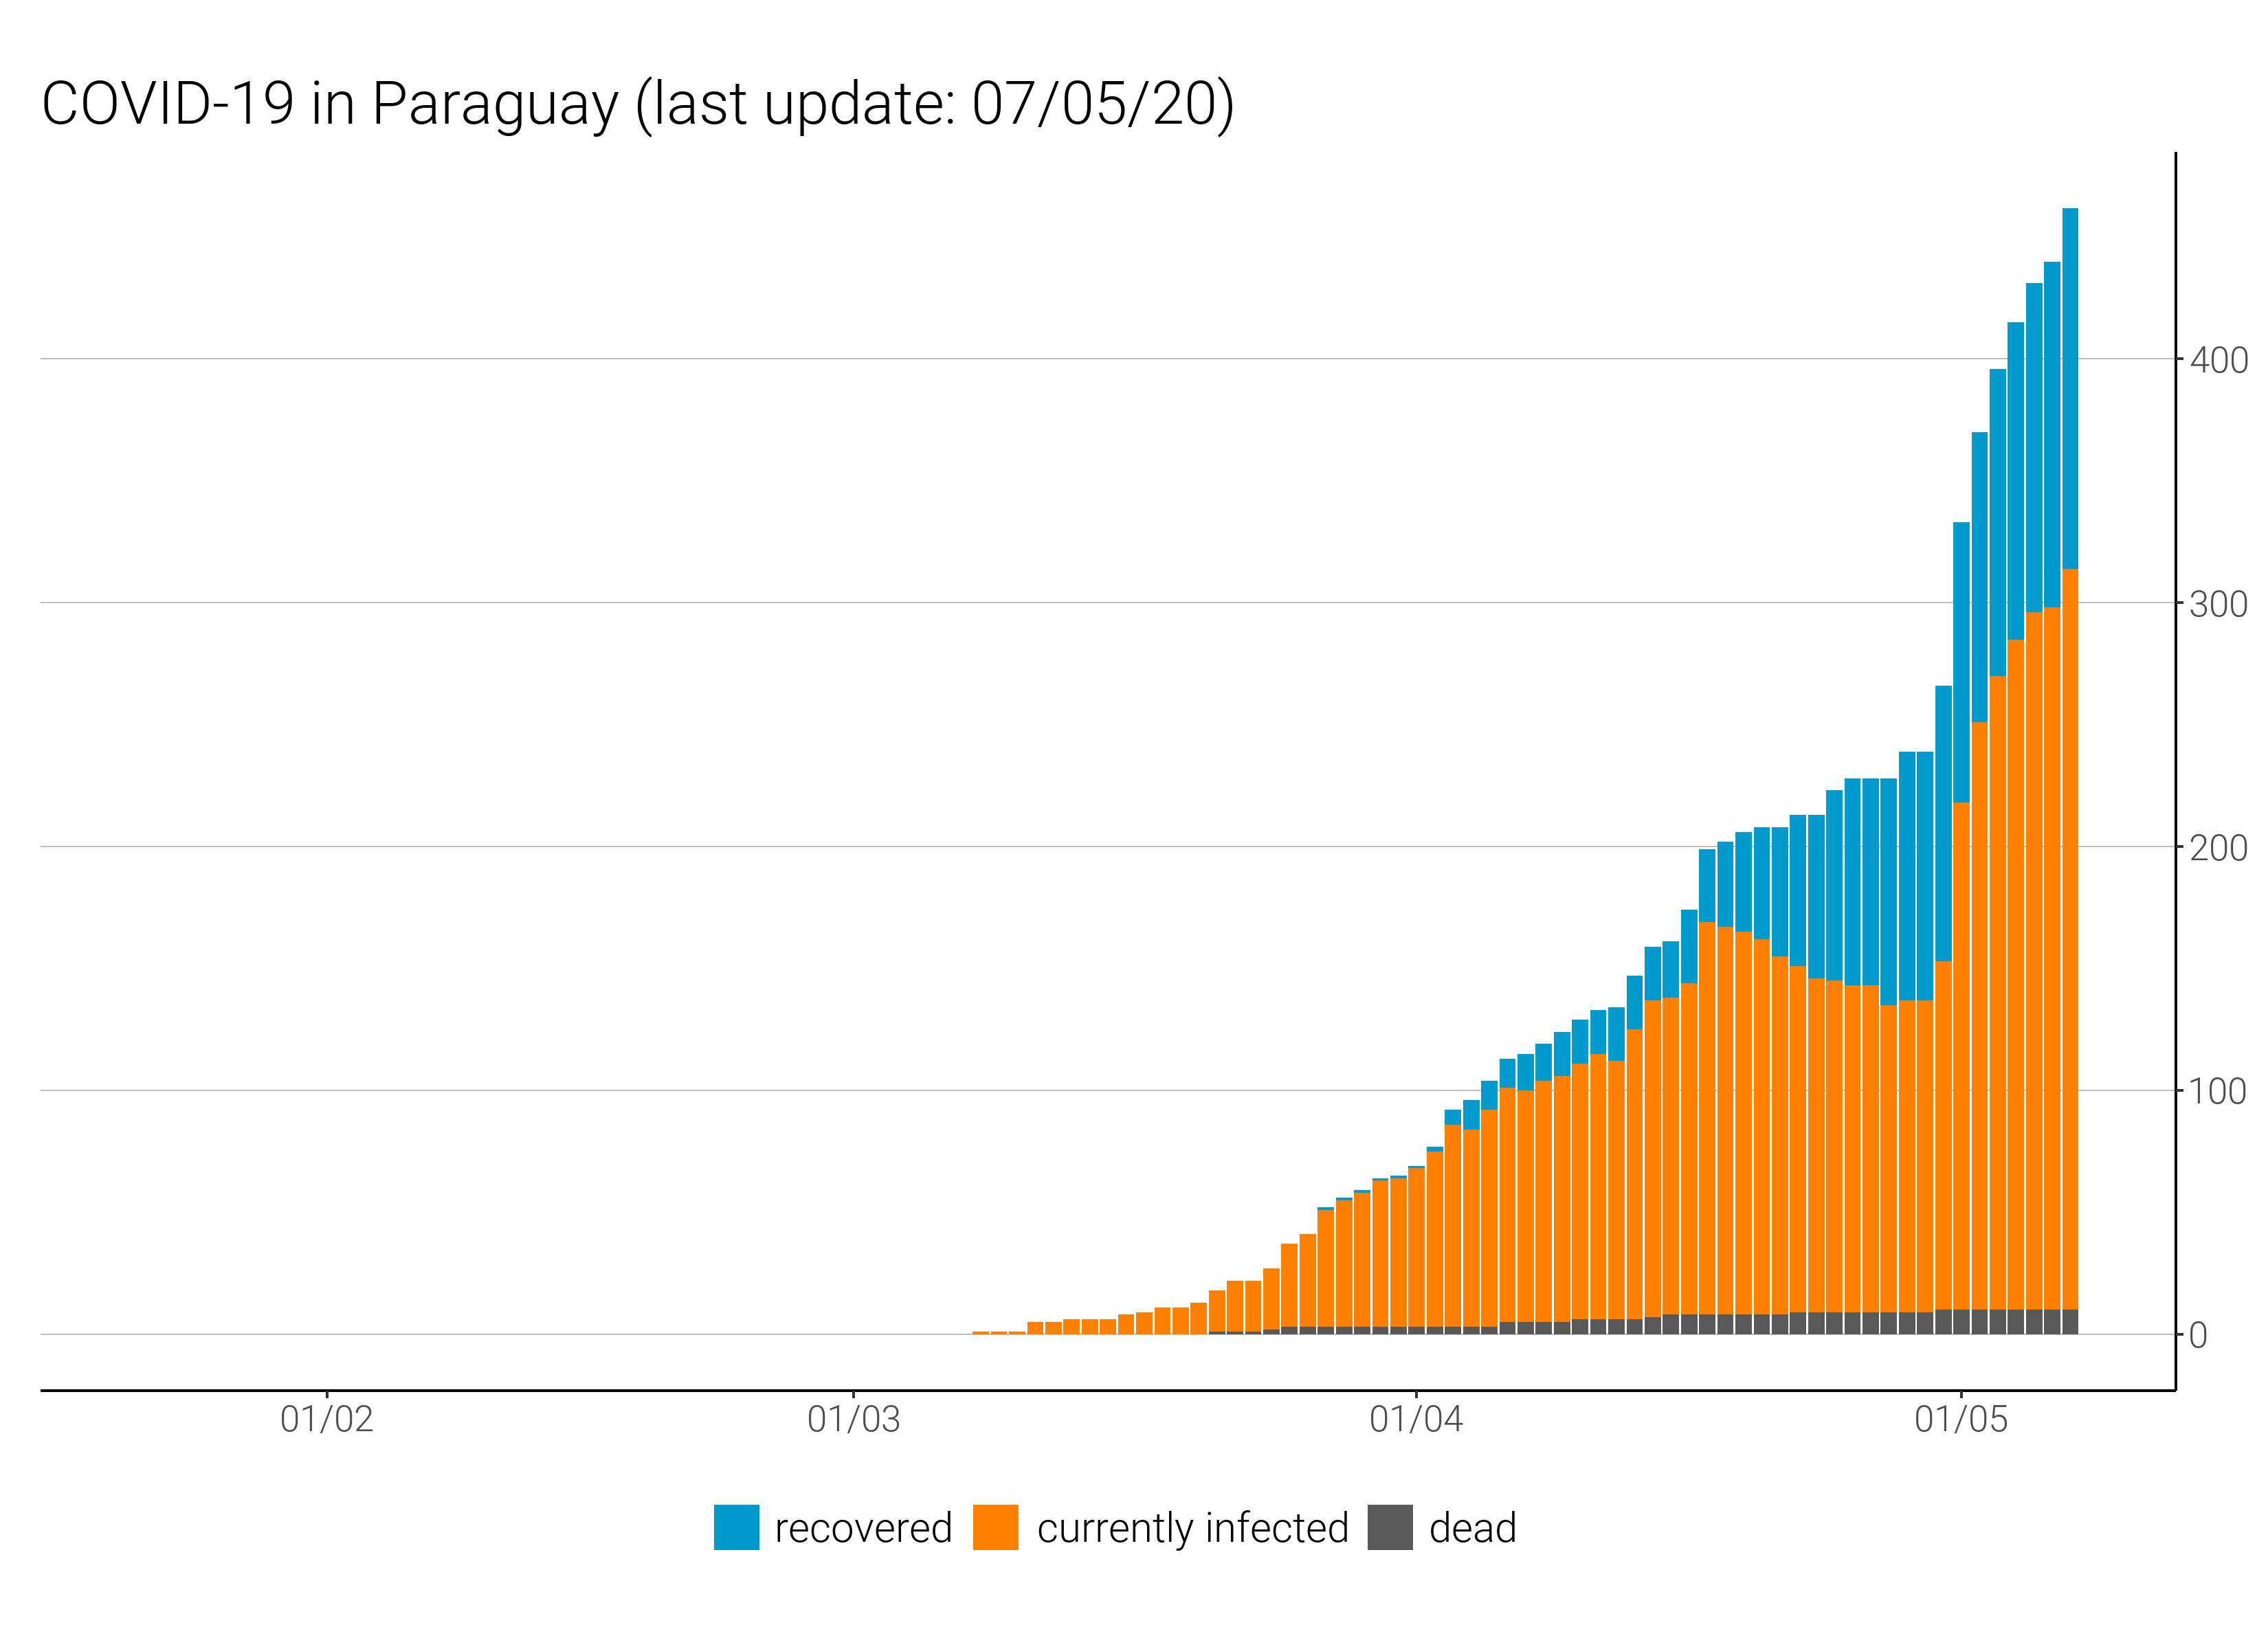 COVID-19 in Paraguay (last update: 07/05/20)
400
300
200
100
0
01/02 01/03 01/04 01/05
recovered currently infected dead